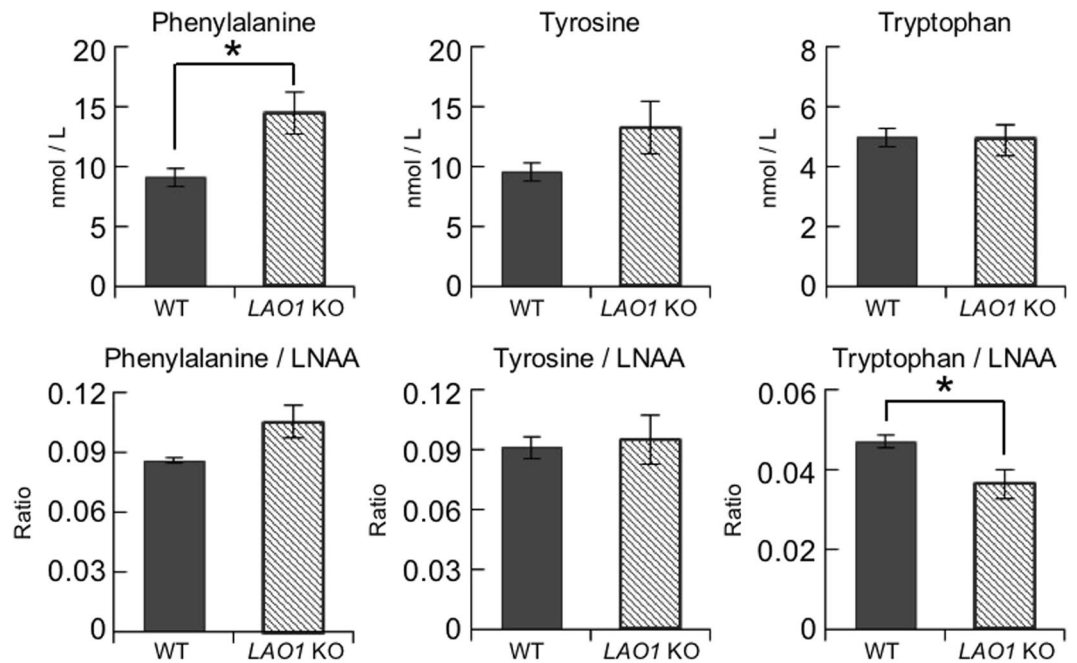 Phenylalanine
20
15
10
5
0
nmol / L
*
WT
LAO1 KO
Tyrosine
20
15
10
5
0
nmol / L
WT
LAO1 KO
Tryptophan
8
6
4
2
0
nmol / L
WT
LAO1 KO
Phenylalanine / LNAA
0.12
0.09
0.06
0.03
0
Ratio
WT
LAO1 KO
Tyrosine / LNAA
0.12
0.09
0.06
0.03
0
Ratio
WT
LAO1 KO
Tryptophan / LNAA
0.06
0.04
0.02
0
Ratio
*
WT
LAO1 KO